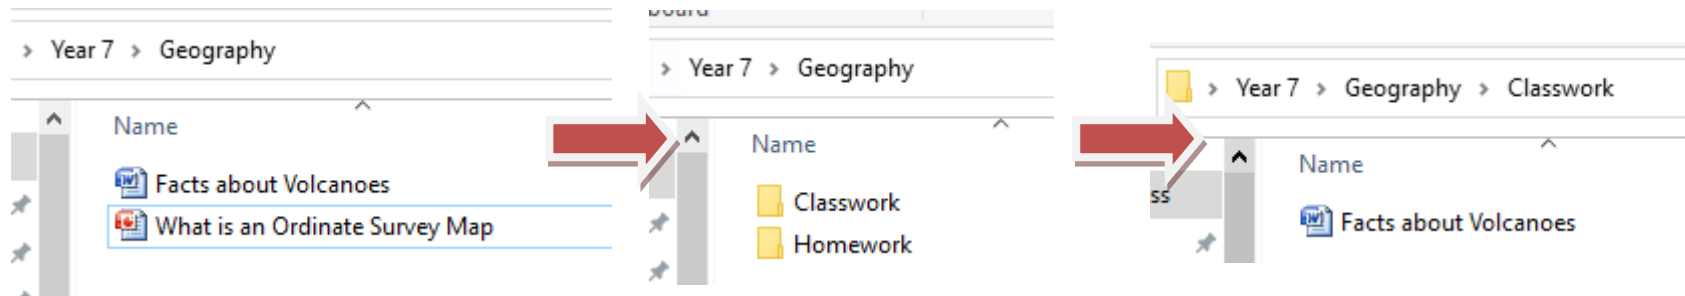 Year 7 > Geography
Name
Facts about Volcanoes
What is an Ordinate Survey Map
Year 7 > Geography
Name
Classwork
Homework
Year 7 > Geography > Classwork
ss
Name
Facts about Volcanoes